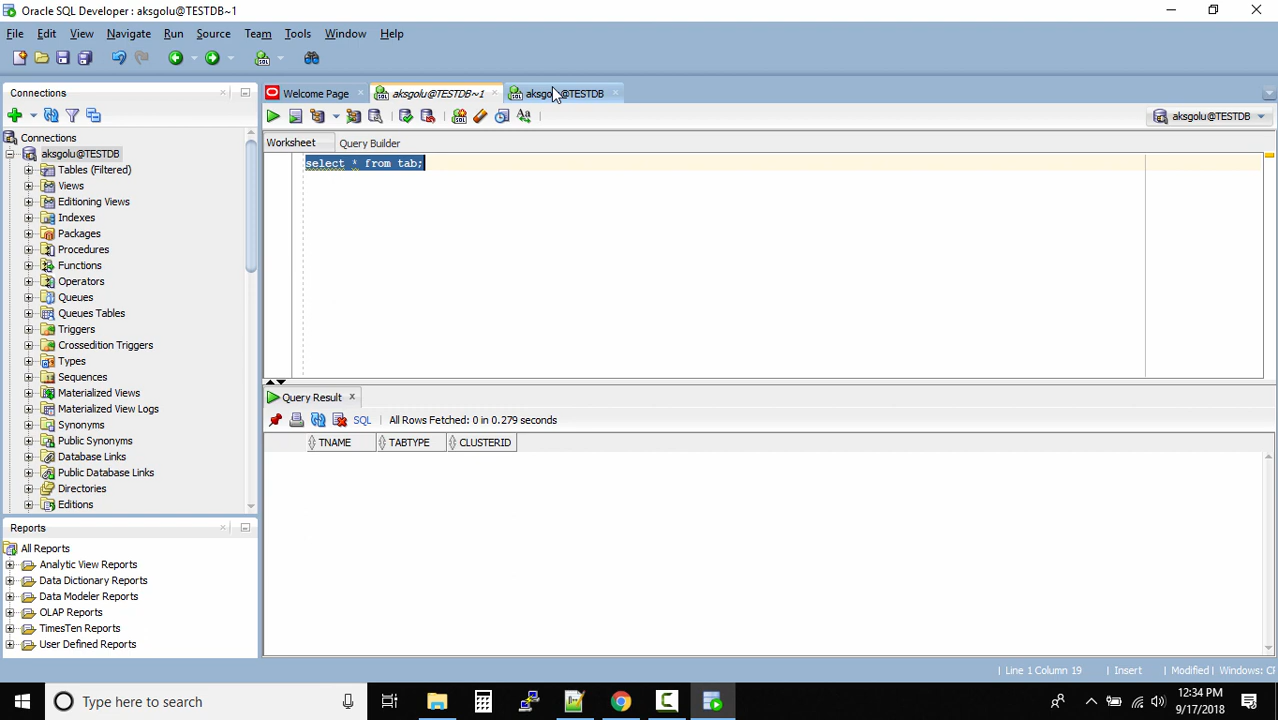 Oracle SQL Developer : aksgolu@TESTDB~1
File Edit View Navigate Run Source Team Tools Window Help
Connections
Welcome Page
aksgolu@TESTDB~1
@TESTDB
aksgolu@TESTDB
Worksheet
Query Builder
select * from tab;
Connections
aksgolu@TESTDB
Tables (Filtered)
Views
Editioning Views
Indexes
Packages
Procedures
Functions
Operators
Queues
Queues Tables
Triggers
Crossedition Triggers
Types
Sequences
Materialized Views
Materialized View Logs
Synonyms
Public Synonyms
Database Links
Public Database Links
Directories
Editions
Query Result
SQL
All Rows Fetched: 0 in 0.279 seconds
TNAME TABTYPE CLUSTERID
Reports
All Reports
Analytic View Reports
Data Dictionary Reports
Data Modeler Reports
OLAP Reports
TimesTen Reports
User Defined Reports
Line 1 Column 19
Insert
Modified
Windows:
Type here to search
12:34 PM
9/17/2018